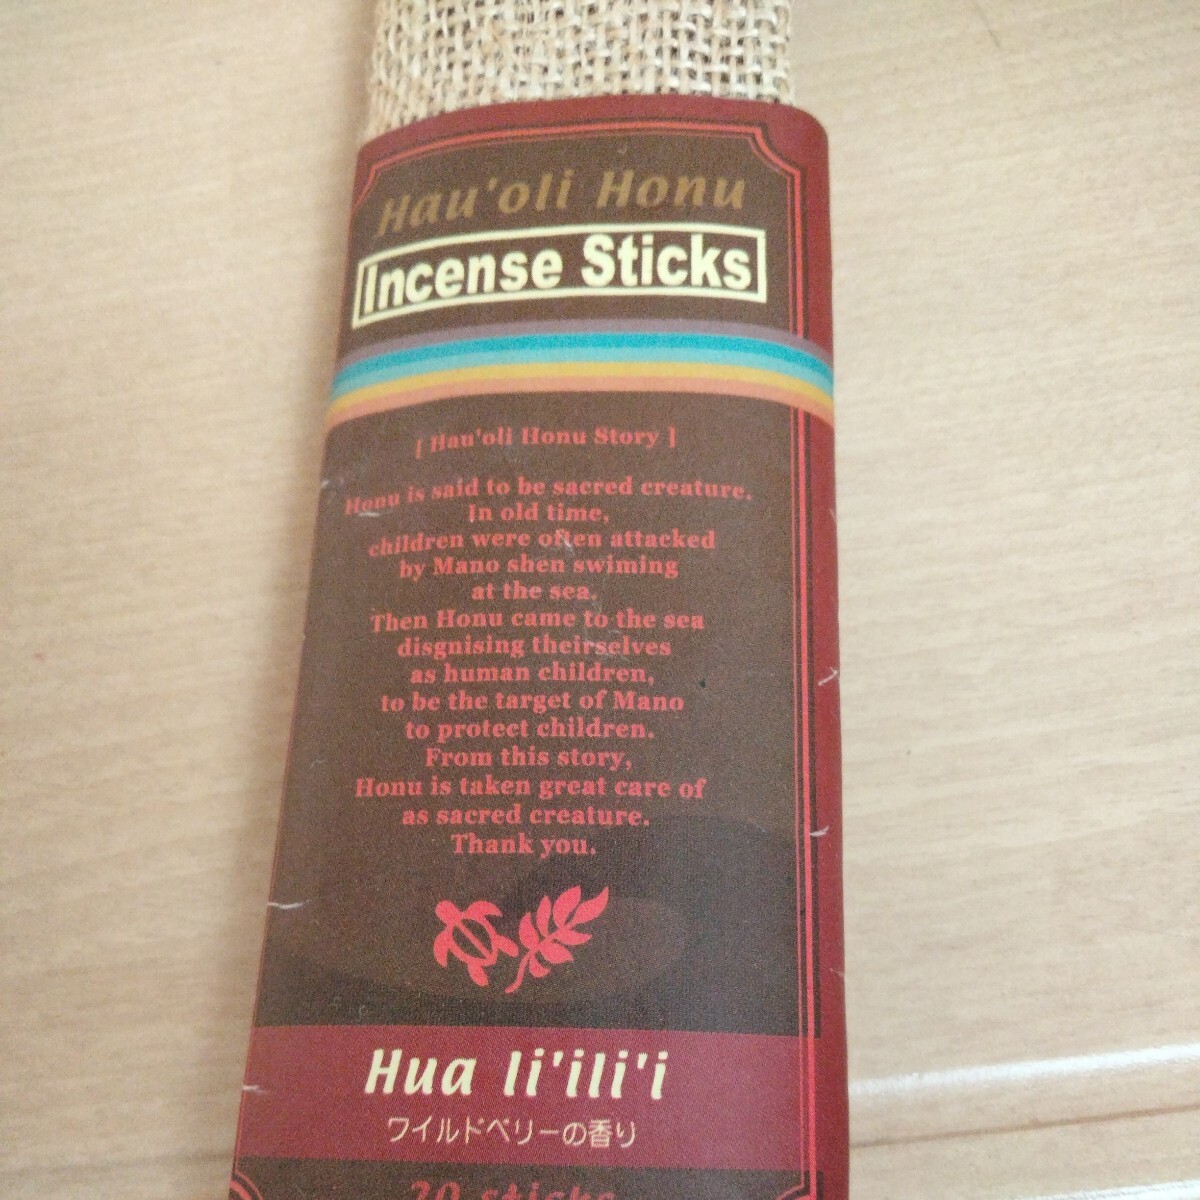 Hau'oli Honu
Incense Sticks
[ Hau'oli Honu Story ]
Honu is said to be sacred creature.
In old time,
children were often attacked
by Mano shen swiming
at the sea.
Then Honu came to the sea
disgnising theirselves
as human children,
to be the target of Mano
to protect children.
From this story,
Honu is taken great care of
as sacred creature.
Thank you.
Hua li'ili'i
ワイルドベリーの香り
20 sticks